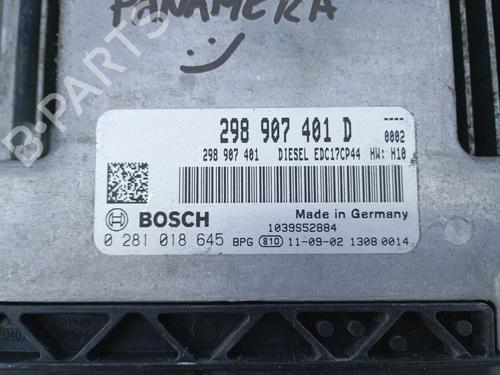 PANAMERA
298 907 401 D
0002
298 907 401 DIESEL EDC17CP44 HW: H10
Made in Germany
BOSCH
1039S52884
0 281 018 645 BPG 810 11-09-02 1308 0014
B-Parts